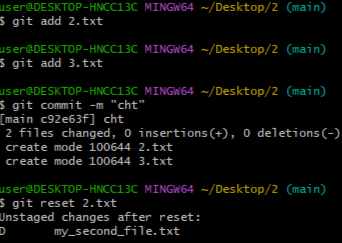 user@DESKTOP-HNCC13C MINGW64 ~/Desktop/2 (main)
$ git add 2.txt
user@DESKTOP-HNCC13C MINGW64 ~/Desktop/2 (main)
$ git add 3.txt
user@DESKTOP-HNCC13C MINGW64 ~/Desktop/2 (main)
$ git commit -m "cht"
[main c92e63f] cht
 2 files changed, 0 insertions(+), 0 deletions(-)
 create mode 100644 2.txt
 create mode 100644 3.txt
user@DESKTOP-HNCC13C MINGW64 ~/Desktop/2 (main)
$ git reset 2.txt
Unstaged changes after reset:
D       my_second_file.txt